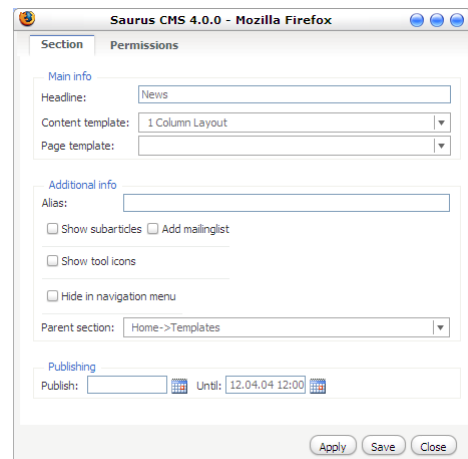 Saurus CMS 4.0.0 - Mozilla Firefox
Section Permissions
Main info
Headline: News
Content template: 1 Column Layout
Page template:
Additional info
Alias:
Show subarticles Add mailinglist
Show tool icons
Hide in navigation menu
Parent section: Home->Templates
Publishing
Publish: Until: 12.04.04 12:00
Apply Save Close